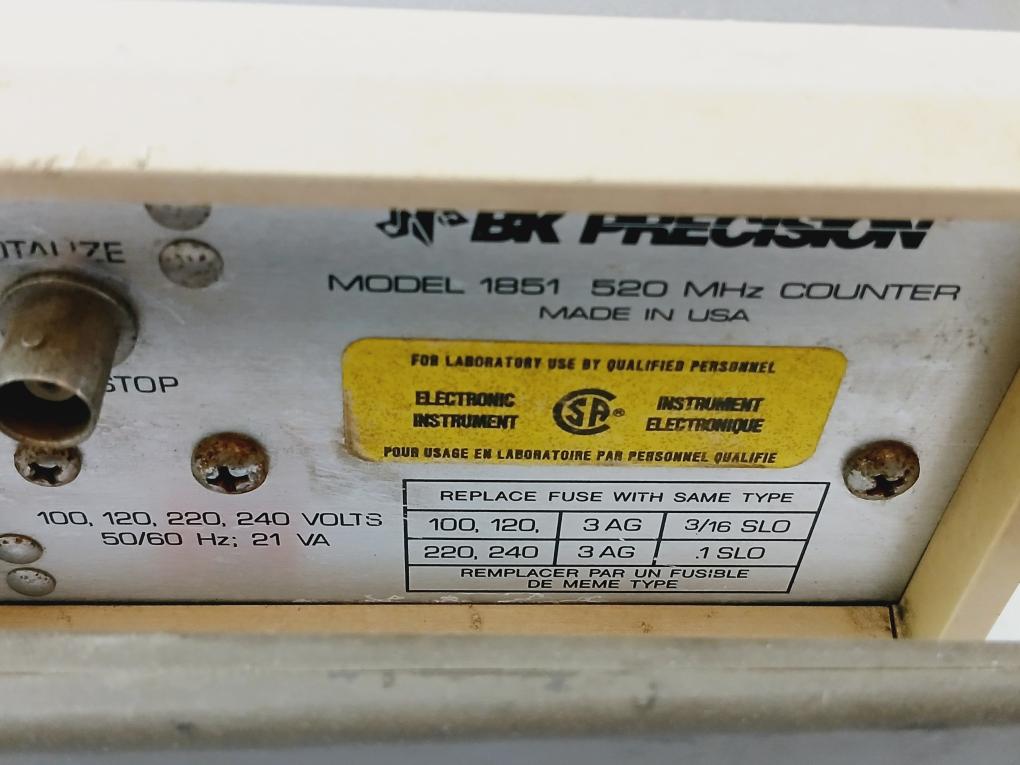 BK PRECISION
MODEL 1851 520 MHz COUNTER
MADE IN USA
STOP
FOR LABORATORY USE BY QUALIFIED PERSONNEL
ELECTRONIC INSTRUMENT
CSA®
INSTRUMENT ELECTRONIQUE
POUR USAGE EN LABORATOIRE PAR PERSONNEL QUALIFIE
100, 120, 220, 240 VOLTS
50/60 Hz; 21 VA
REPLACE FUSE WITH SAME TYPE
100, 120, 3 AG 3/16 SLO
220, 240 3 AG .1 SLO
REMPLACER PAR UN FUSIBLE
DE MEME TYPE